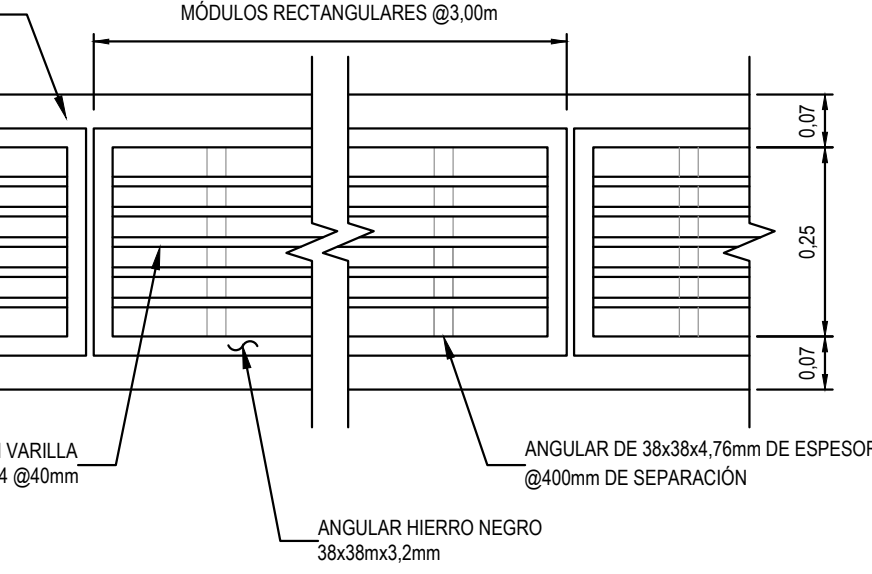 MÓDULOS RECTANGULARES @3,00m
0,07
0,25
0,07
VARILLA
4 @40mm
ANGULAR DE 38x38x4,76mm DE ESPESOR
@400mm DE SEPARACIÓN
ANGULAR HIERRO NEGRO
38x38mx3,2mm